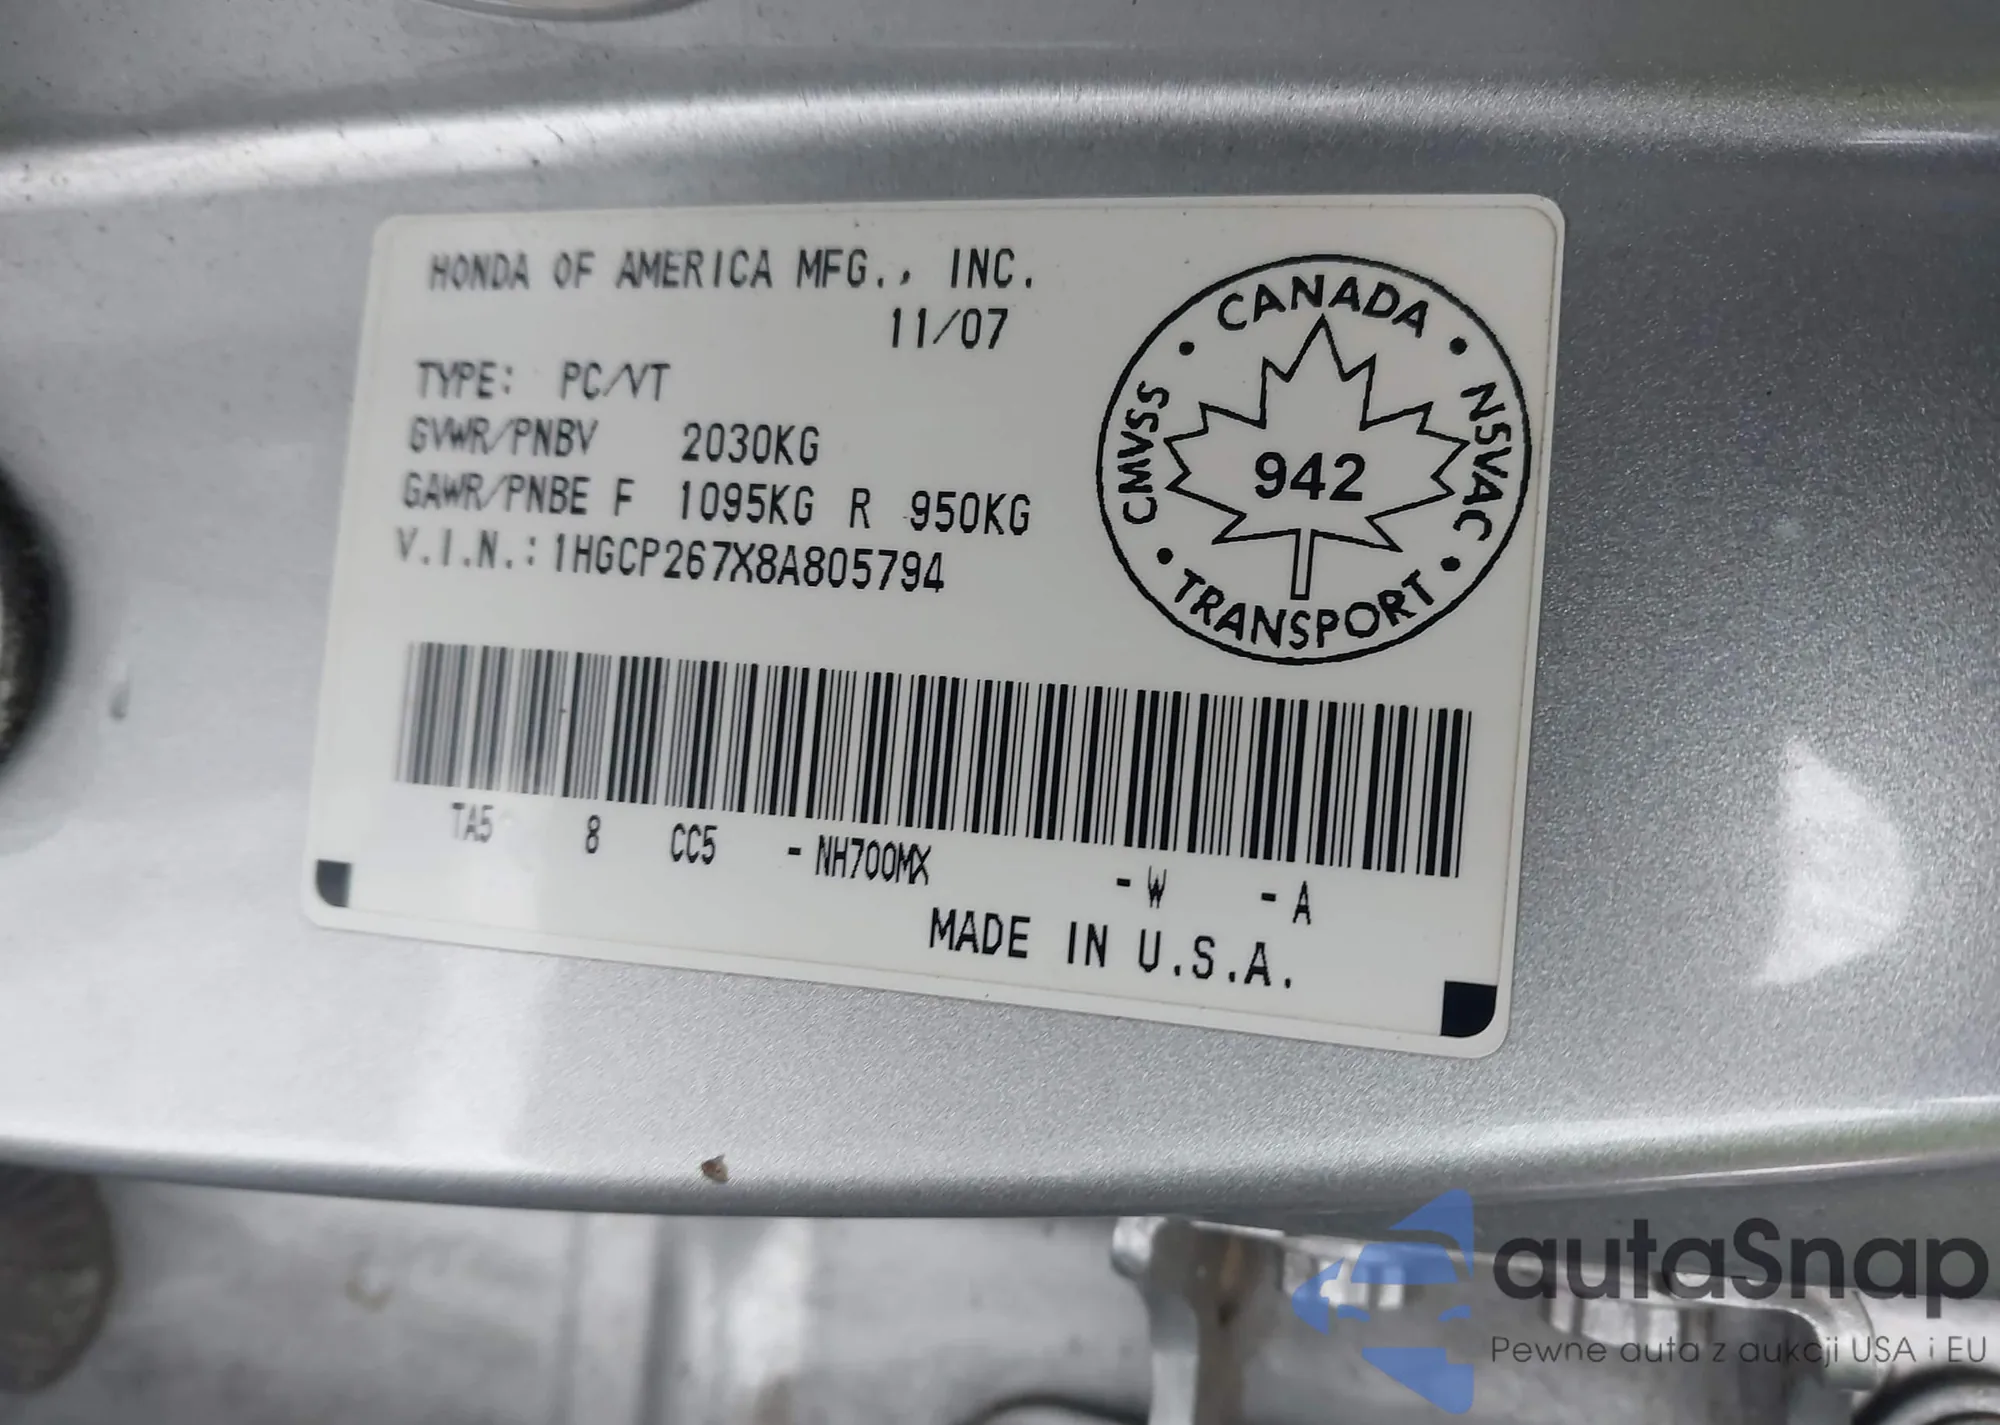 HONDA OF AMERICA MFG., INC.
11/07
TYPE: PC/VT
GVWR/PNBV 2030KG
GAWR/PNBE F 1095KG R 950KG
V.I.N.: 1HGCP267X8A805794
CANADA
CMVSS
NSVAC
942
TRANSPORT
TA5 8 CC5 - NH700MX - W - A
MADE IN U.S.A.
autaSnap
Pewne auta z aukcji USA i EU